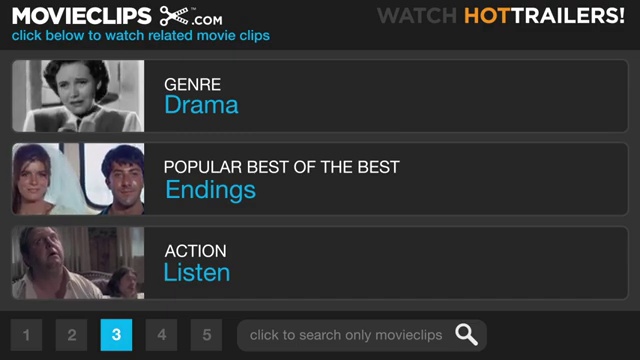 MOVIECLIPS.COM
WATCH HOTTRAILERS!
click below to watch related movie clips
GENRE
Drama
POPULAR BEST OF THE BEST
Endings
ACTION
Listen
1 2 3 4 5 click to search only movieclips